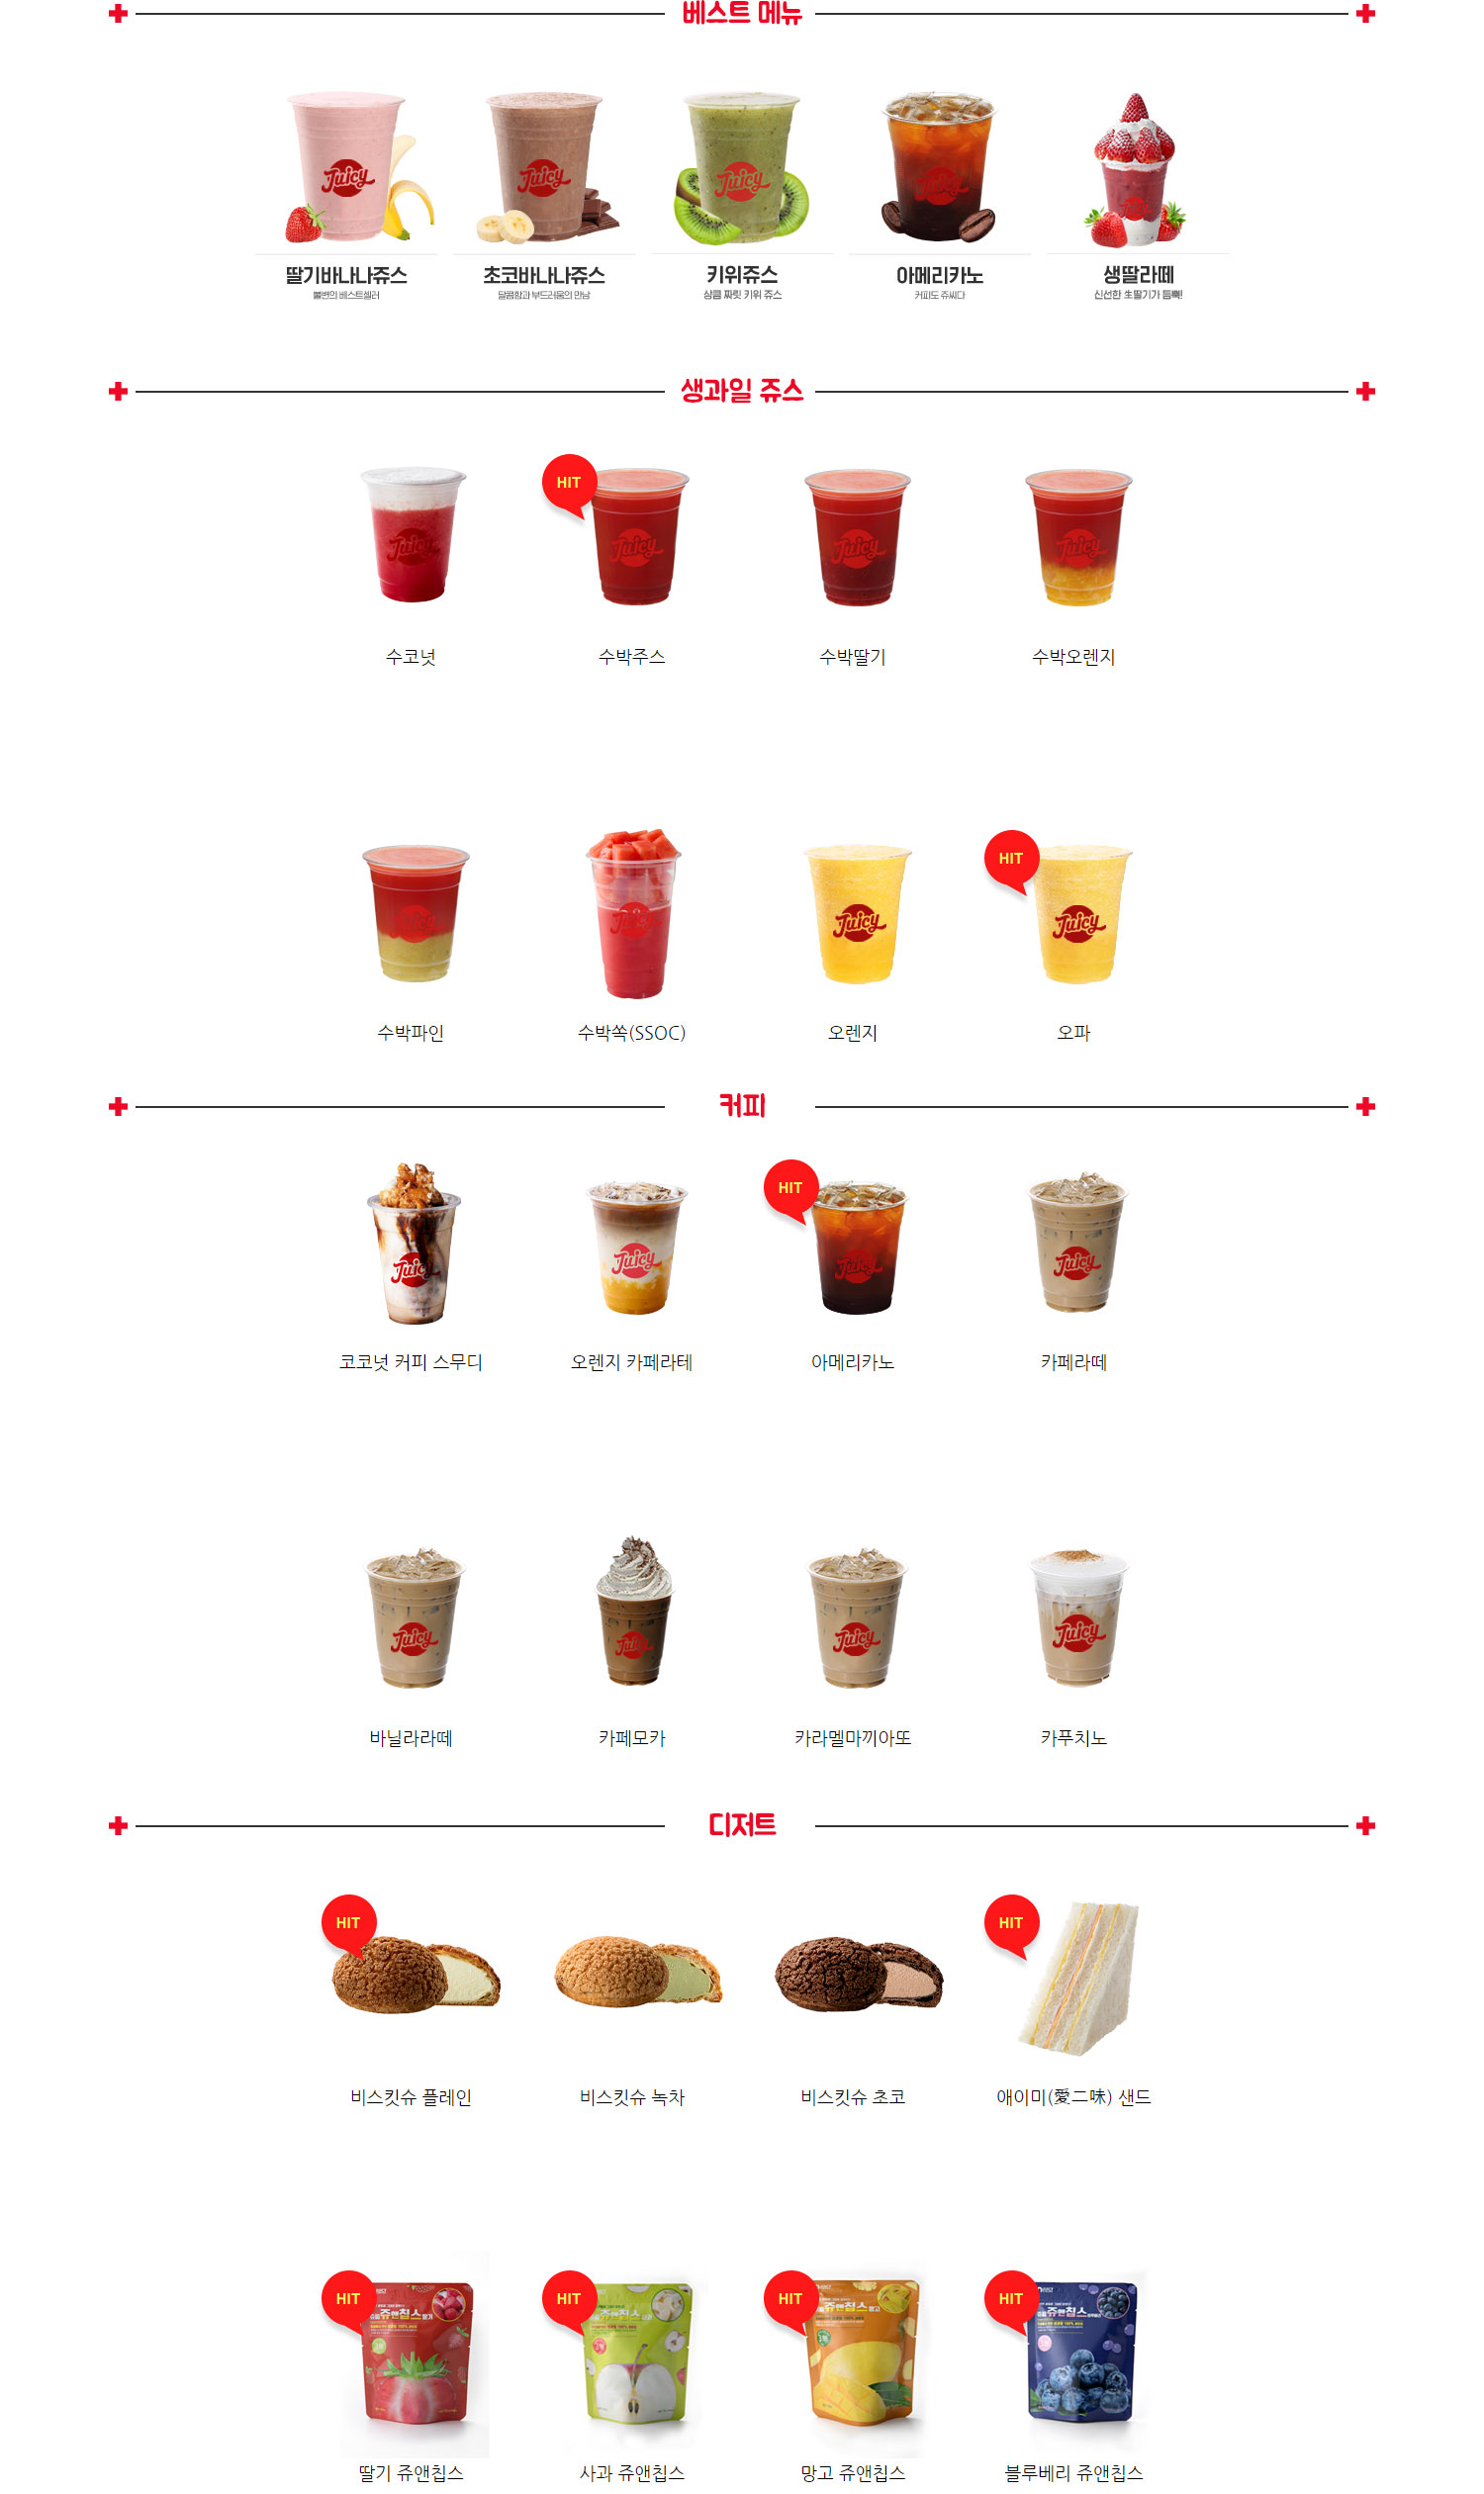 베스트 메뉴
Juicy Juicy Juicy Juicy
딸기바나나쥬스 초코바나나쥬스 키위쥬스 아메리카노 생딸라떼
불변의 베스트셀러 달콤함과 부드러움의 만남 상큼 짜릿 키위 쥬스 커피도 쥬씨다 신선한 生딸기가 듬뿍!
생과일 쥬스
HIT
Juicy Juicy Juicy Juicy
수코넛 수박주스 수박딸기 수박오렌지
HIT
Juicy Juicy Juicy Juicy
수박파인 수박쏙(SSOC) 오렌지 오파
커피
HIT
Juicy Juicy Juicy Juicy
코코넛 커피 스무디 오렌지 카페라테 아메리카노 카페라떼
Juicy Juicy Juicy Juicy
바닐라라떼 카페모카 카라멜마끼아또 카푸치노
디저트
HIT HIT
비스킷슈 플레인 비스킷슈 녹차 비스킷슈 초코 애이미(愛二味) 샌드
HIT HIT HIT HIT
쥬앤칩스 쥬앤칩스 쥬앤칩스 쥬앤칩스
딸기 쥬앤칩스 사과 쥬앤칩스 망고 쥬앤칩스 블루베리 쥬앤칩스